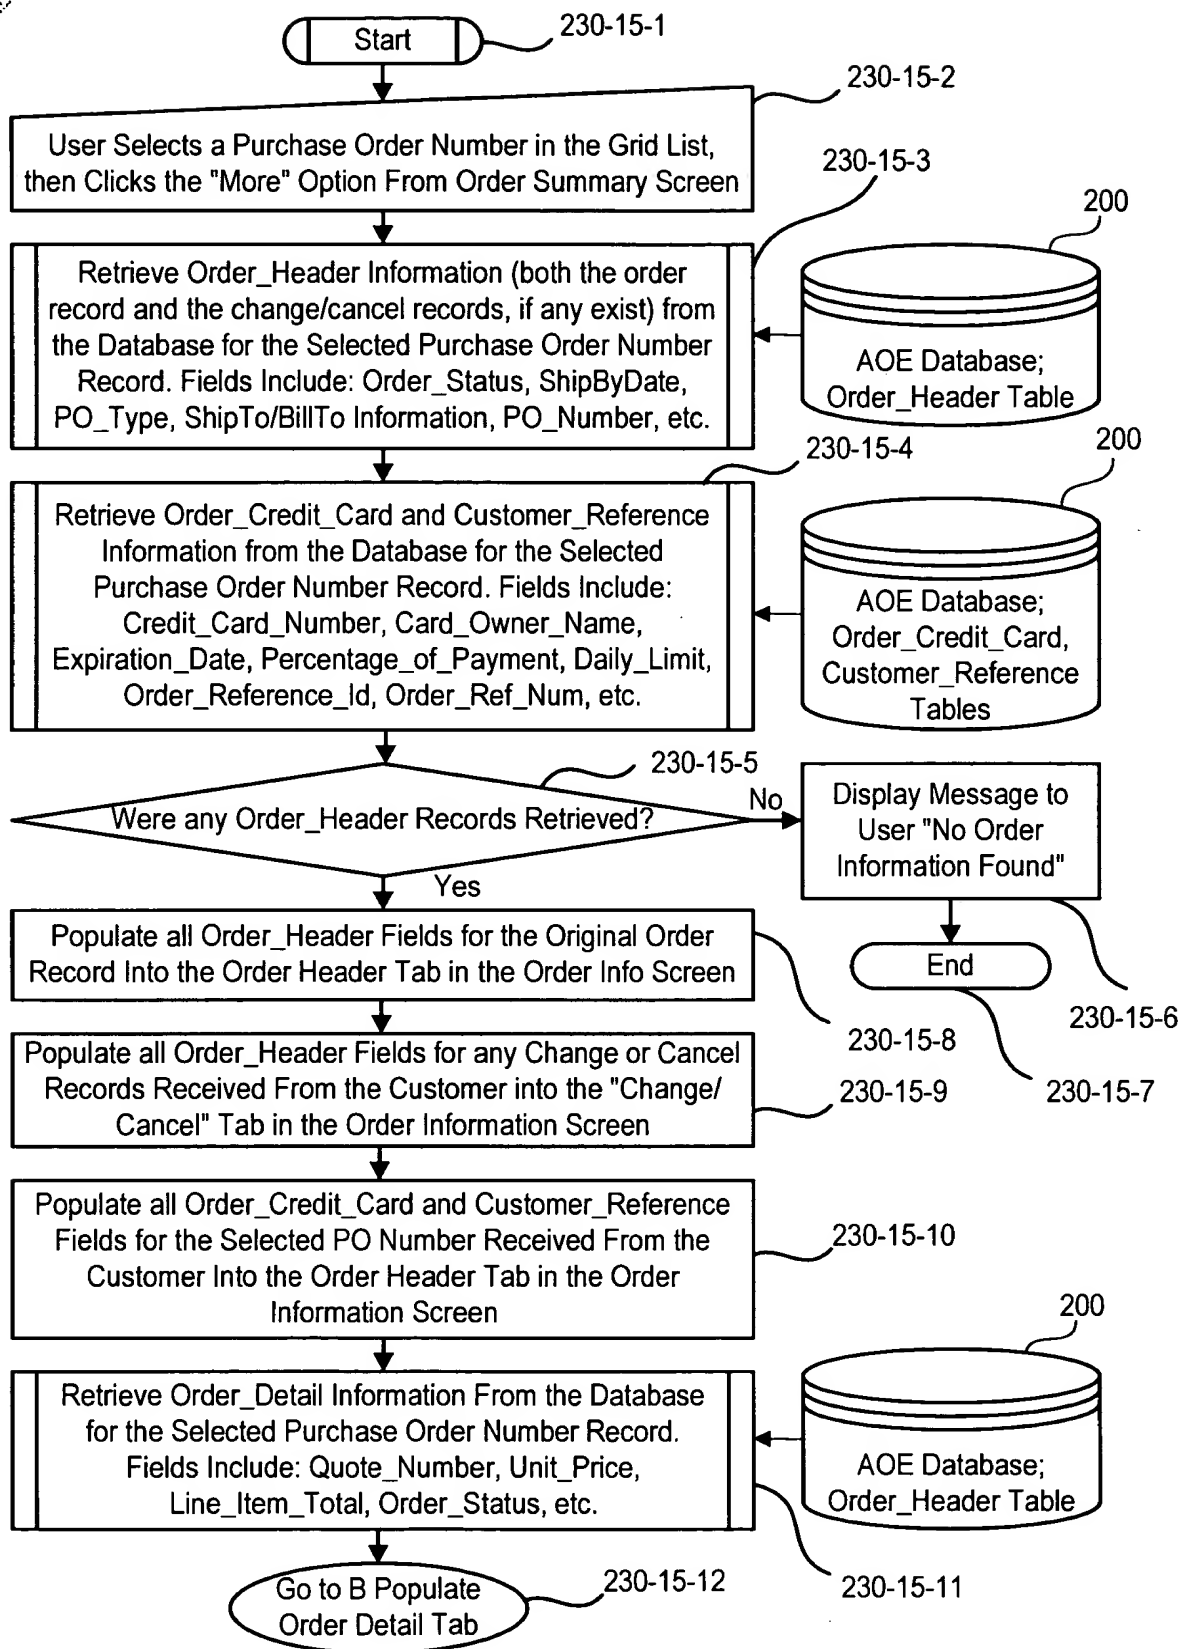 Start
230-15-1
230-15-2
User Selects a Purchase Order Number in the Grid List,
then Clicks the "More" Option From Order Summary Screen
230-15-3
200
Retrieve Order_Header Information (both the order
record and the change/cancel records, if any exist) from
the Database for the Selected Purchase Order Number
Record. Fields Include: Order_Status, ShipByDate,
PO_Type, ShipTo/BillTo Information, PO_Number, etc.
AOE Database;
Order_Header Table
230-15-4
200
Retrieve Order_Credit_Card and Customer_Reference
Information from the Database for the Selected
Purchase Order Number Record. Fields Include:
Credit_Card_Number, Card_Owner_Name,
Expiration_Date, Percentage_of_Payment, Daily_Limit,
Order_Reference_Id, Order_Ref_Num, etc.
AOE Database;
Order_Credit_Card,
Customer_Reference
Tables
230-15-5
Were any Order_Header Records Retrieved?
No
Display Message to
User "No Order
Information Found"
Yes
Populate all Order_Header Fields for the Original Order
Record Into the Order Header Tab in the Order Info Screen
End
230-15-6
230-15-8
Populate all Order_Header Fields for any Change or Cancel
Records Received From the Customer into the "Change/
Cancel" Tab in the Order Information Screen
230-15-9
230-15-7
Populate all Order_Credit_Card and Customer_Reference
Fields for the Selected PO Number Received From the
Customer Into the Order Header Tab in the Order
Information Screen
230-15-10
200
Retrieve Order_Detail Information From the Database
for the Selected Purchase Order Number Record.
Fields Include: Quote_Number, Unit_Price,
Line_Item_Total, Order_Status, etc.
AOE Database;
Order_Header Table
230-15-11
Go to B Populate
Order Detail Tab
230-15-12